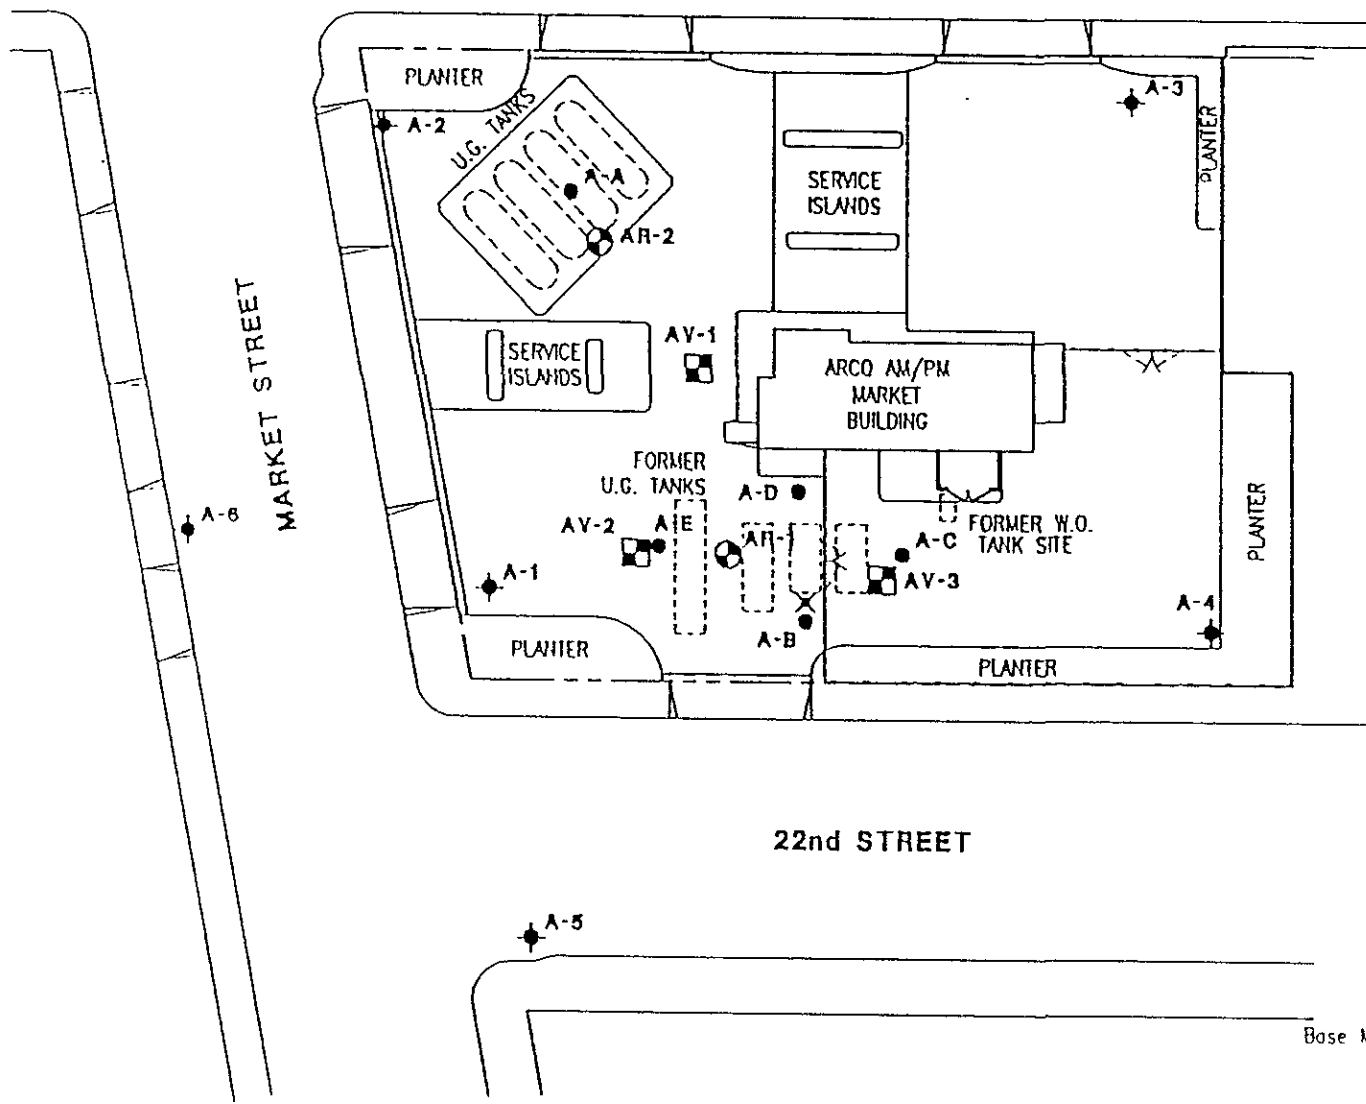 PLANTER
A-3
A-2
U.G. TANKS
PLANTER
A-A
SERVICE
ISLANDS
AR-2
MARKET STREET
AV-1
SERVICE
ISLANDS
ARCO AM/PM
MARKET
BUILDING
FORMER
U.G. TANKS
A-D
PLANTER
A-6
AV-2
A-E
AR-1
A-C
FORMER W.O.
TANK SITE
A-1
AV-3
A-4
A-B
PLANTER
PLANTER
22nd STREET
A-5
Base